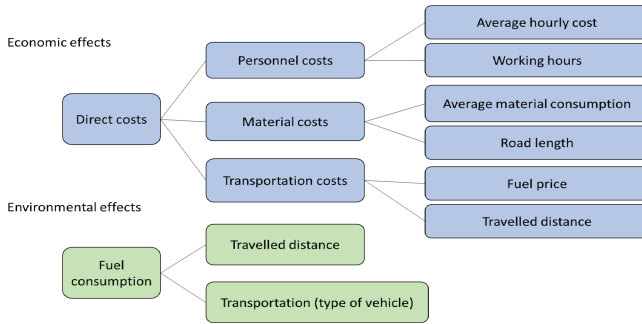 Economic effects
Direct costs
Personnel costs
Average hourly cost
Working hours
Material costs
Average material consumption
Road length
Transportation costs
Fuel price
Travelled distance
Environmental effects
Fuel
consumption
Travelled distance
Transportation (type of vehicle)